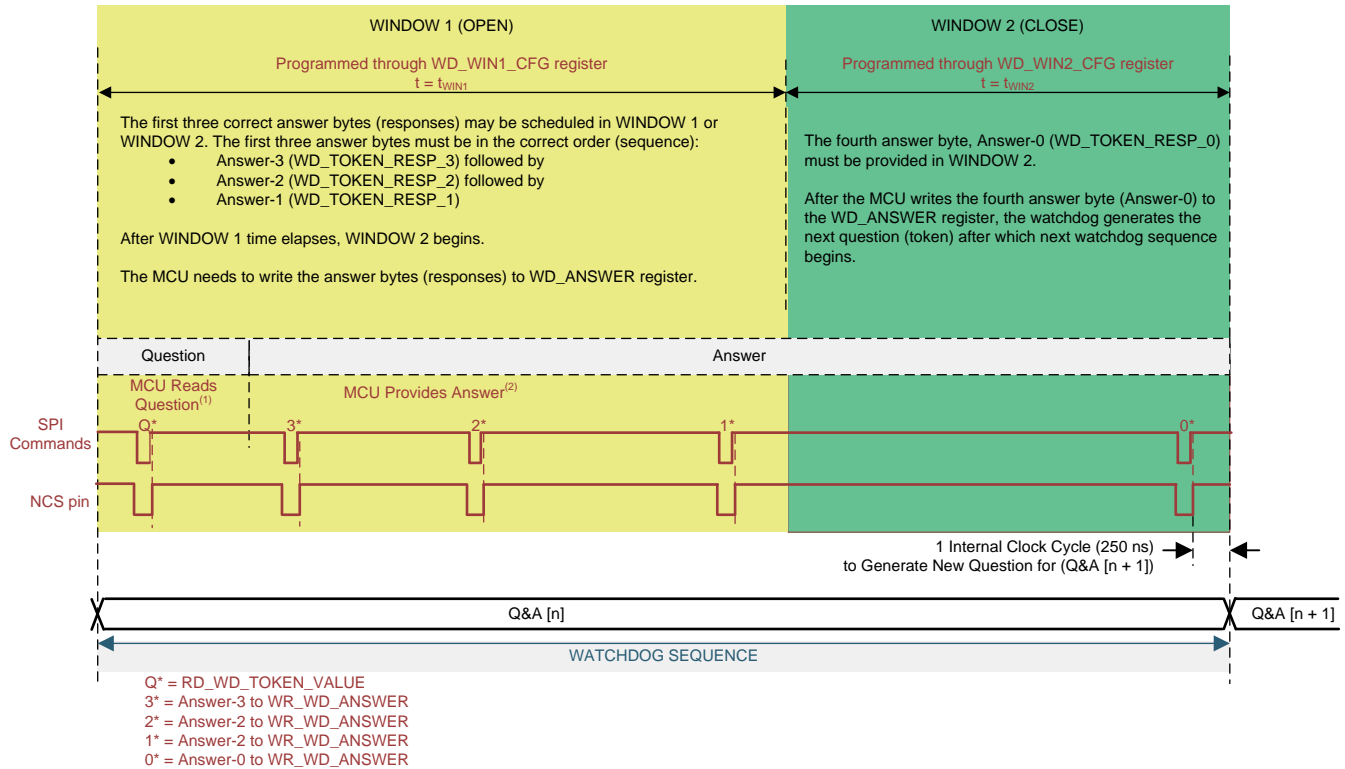 WINDOW 1 (OPEN)
WINDOW 2 (CLOSE)
Programmed through WD_WIN1_CFG register
t = tWIN1
Programmed through WD_WIN2_CFG register
t = tWIN2
The first three correct answer bytes (responses) may be scheduled in WINDOW 1 or
WINDOW 2. The first three answer bytes must be in the correct order (sequence):
• Answer-3 (WD_TOKEN_RESP_3) followed by
• Answer-2 (WD_TOKEN_RESP_2) followed by
• Answer-1 (WD_TOKEN_RESP_1)
After WINDOW 1 time elapses, WINDOW 2 begins.
The MCU needs to write the answer bytes (responses) to WD_ANSWER register.
The fourth answer byte, Answer-0 (WD_TOKEN_RESP_0)
must be provided in WINDOW 2.
After the MCU writes the fourth answer byte (Answer-0) to
the WD_ANSWER register, the watchdog generates the
next question (token) after which next watchdog sequence
begins.
Question
Answer
MCU Reads
Question(1)
MCU Provides Answer(2)
SPI
Commands
Q*
3*
2*
1*
0*
NCS pin
1 Internal Clock Cycle (250 ns)
to Generate New Question for (Q&A [n + 1])
Q&A [n]
Q&A [n + 1]
WATCHDOG SEQUENCE
Q* = RD_WD_TOKEN_VALUE
3* = Answer-3 to WR_WD_ANSWER
2* = Answer-2 to WR_WD_ANSWER
1* = Answer-2 to WR_WD_ANSWER
0* = Answer-0 to WR_WD_ANSWER